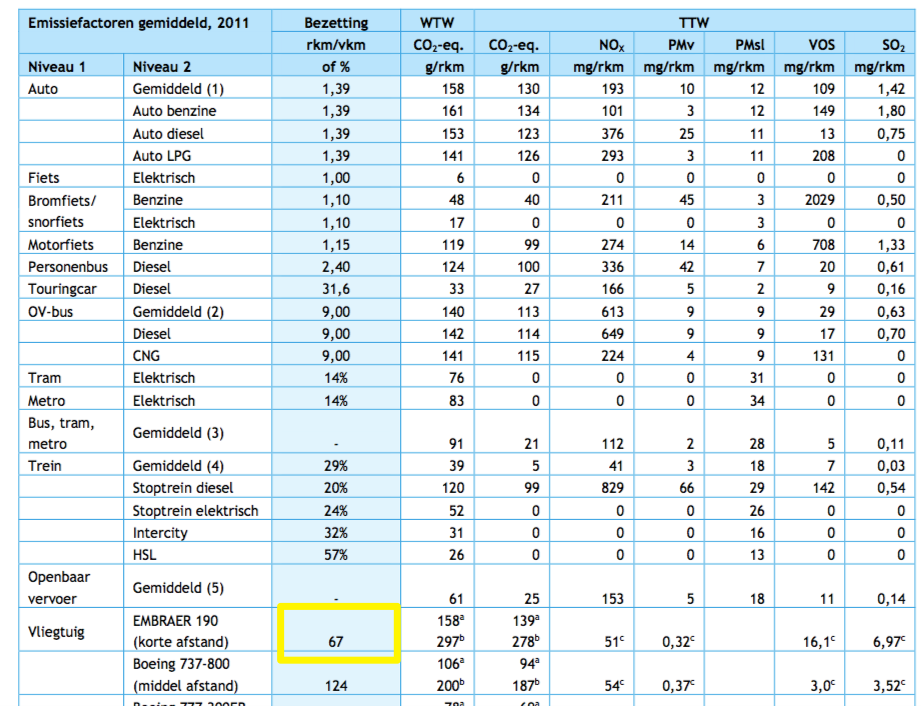 Emissiefactoren gemiddeld, 2011 Bezetting WTW TTW
rkm/vkm CO₂-eq. CO₂-eq. NOₓ PMv PMsl VOS SO₂
Niveau 1 Niveau 2 of % g/rkm g/rkm mg/rkm mg/rkm mg/rkm mg/rkm mg/rkm
Auto Gemiddeld (1) 1,39 158 130 193 10 12 109 1,42
Auto benzine 1,39 161 134 101 3 12 149 1,80
Auto diesel 1,39 153 123 376 25 11 13 0,75
Auto LPG 1,39 141 126 293 3 11 208 0
Fiets Elektrisch 1,00 6 0 0 0 0 0 0
Bromfiets/ Benzine 1,10 48 40 211 45 3 2029 0,50
snorfiets Elektrisch 1,10 17 0 0 0 3 0 0
Motorfiets Benzine 1,15 119 99 274 14 6 708 1,33
Personenbus Diesel 2,40 124 100 336 42 7 20 0,61
Touringcar Diesel 31,6 33 27 166 5 2 9 0,16
OV-bus Gemiddeld (2) 9,00 140 113 613 9 9 29 0,63
Diesel 9,00 142 114 649 9 9 17 0,70
CNG 9,00 141 115 224 4 9 131 0
Tram Elektrisch 14% 76 0 0 0 31 0 0
Metro Elektrisch 14% 83 0 0 0 34 0 0
Bus, tram,
metro Gemiddeld (3) - 91 21 112 2 28 5 0,11
Trein Gemiddeld (4) 29% 39 5 41 3 18 7 0,03
Stoptrein diesel 20% 120 99 829 66 29 142 0,54
Stoptrein elektrisch 24% 52 0 0 0 26 0 0
Intercity 32% 31 0 0 0 16 0 0
HSL 57% 26 0 0 0 13 0 0
Openbaar
vervoer Gemiddeld (5) - 61 25 153 5 18 11 0,14
Vliegtuig EMBRAER 190 158ᵃ 139ᵃ
(korte afstand) 67 297ᵇ 278ᵇ 51ᶜ 0,32ᶜ 16,1ᶜ 6,97ᶜ
Boeing 737-800 106ᵃ 94ᵃ
(middel afstand) 124 200ᵇ 187ᵇ 54ᶜ 0,37ᶜ 3,0ᶜ 3,52ᶜ